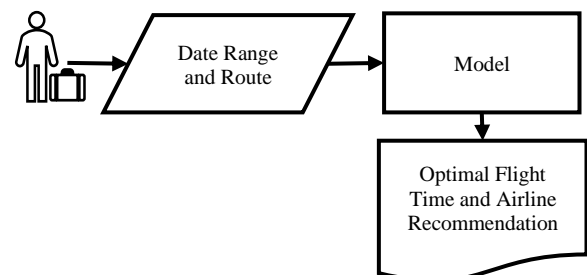 Date Range
and Route
Model
Optimal Flight
Time and Airline
Recommendation